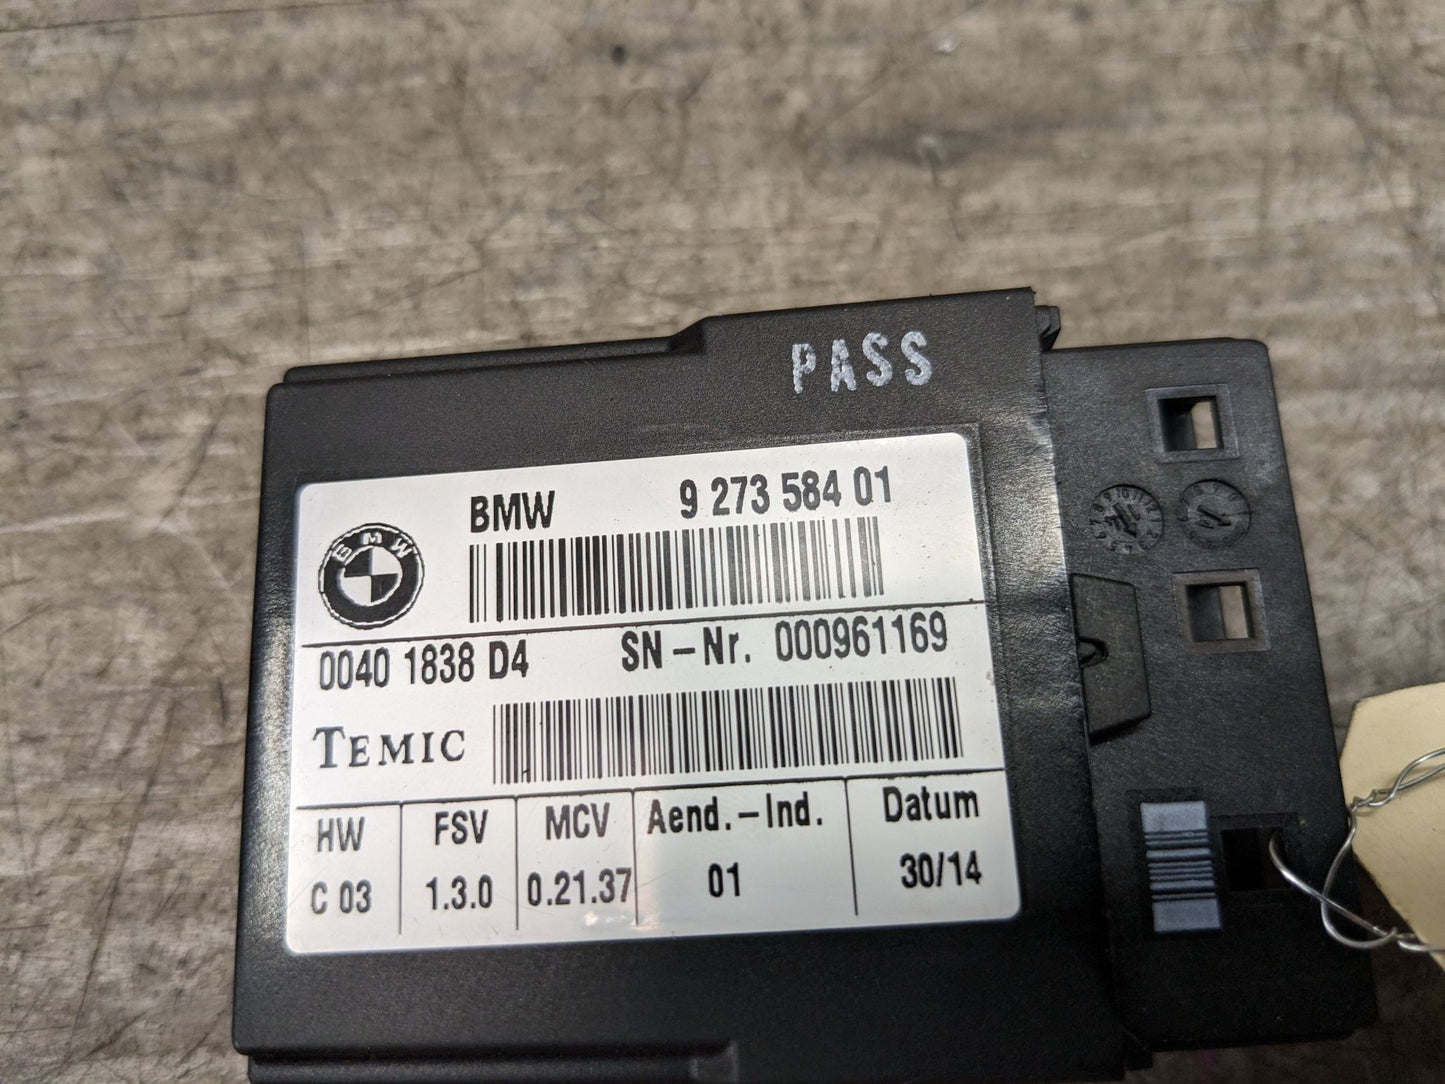 PASS
BMW 9 273 584 01
BMW
0040 1838 D4 SN-Nr. 000961169
TEMIC
HW FSV MCV Aend.-Ind. Datum
C 03 1.3.0 0.21.37 01 30/14